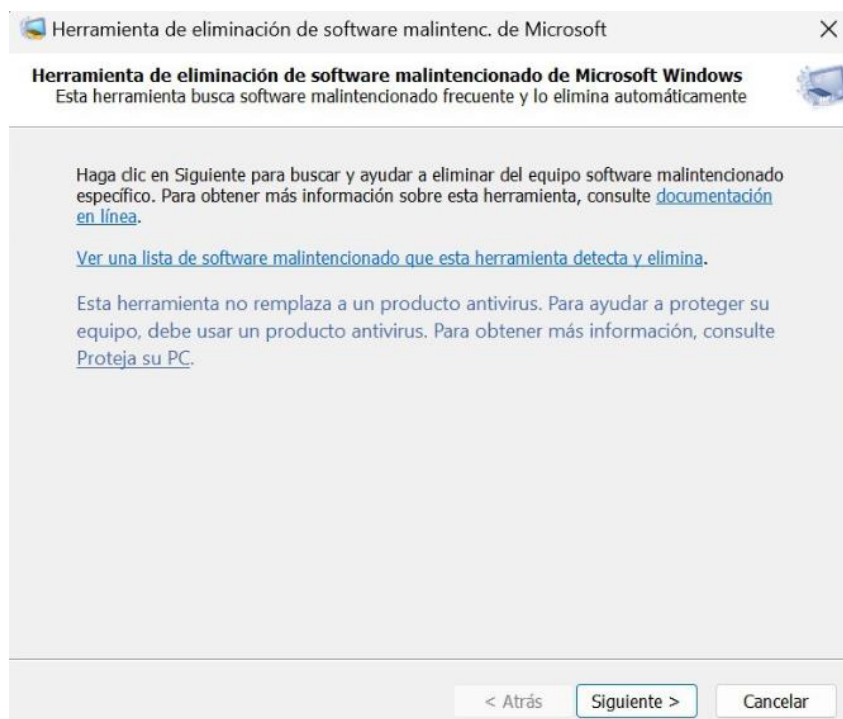 Herramienta de eliminación de software malintenc. de Microsoft
Herramienta de eliminación de software malintencionado de Microsoft Windows
Esta herramienta busca software malintencionado frecuente y lo elimina automáticamente
Haga clic en Siguiente para buscar y ayudar a eliminar del equipo software malintencionado
específico. Para obtener más información sobre esta herramienta, consulte documentación
en línea.
Ver una lista de software malintencionado que esta herramienta detecta y elimina.
Esta herramienta no remplaza a un producto antivirus. Para ayudar a proteger su
equipo, debe usar un producto antivirus. Para obtener más información, consulte
Proteja su PC.
< Atrás Siguiente > Cancelar